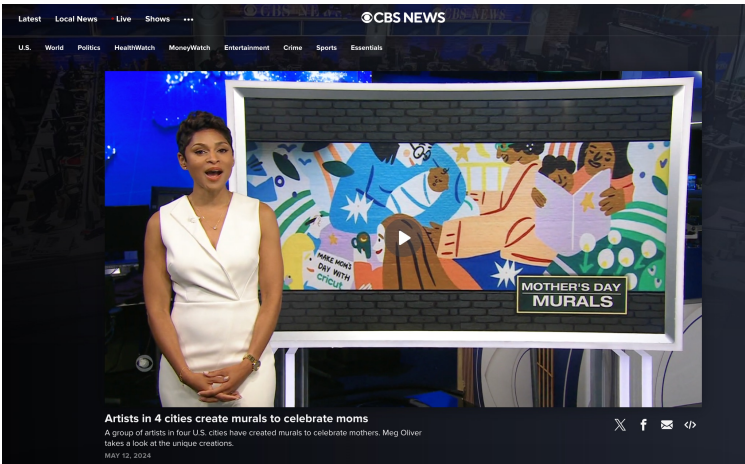 Latest Local News Live Shows •••
CBS NEWS
U.S. World Politics HealthWatch MoneyWatch Entertainment Crime Sports Essentials
MAKE MOM'S
DAY WITH
cricut
MOTHER'S DAY
MURALS
Artists in 4 cities create murals to celebrate moms
A group of artists in four U.S. cities have created murals to celebrate mothers. Meg Oliver
takes a look at the unique creations.
MAY 12, 2024